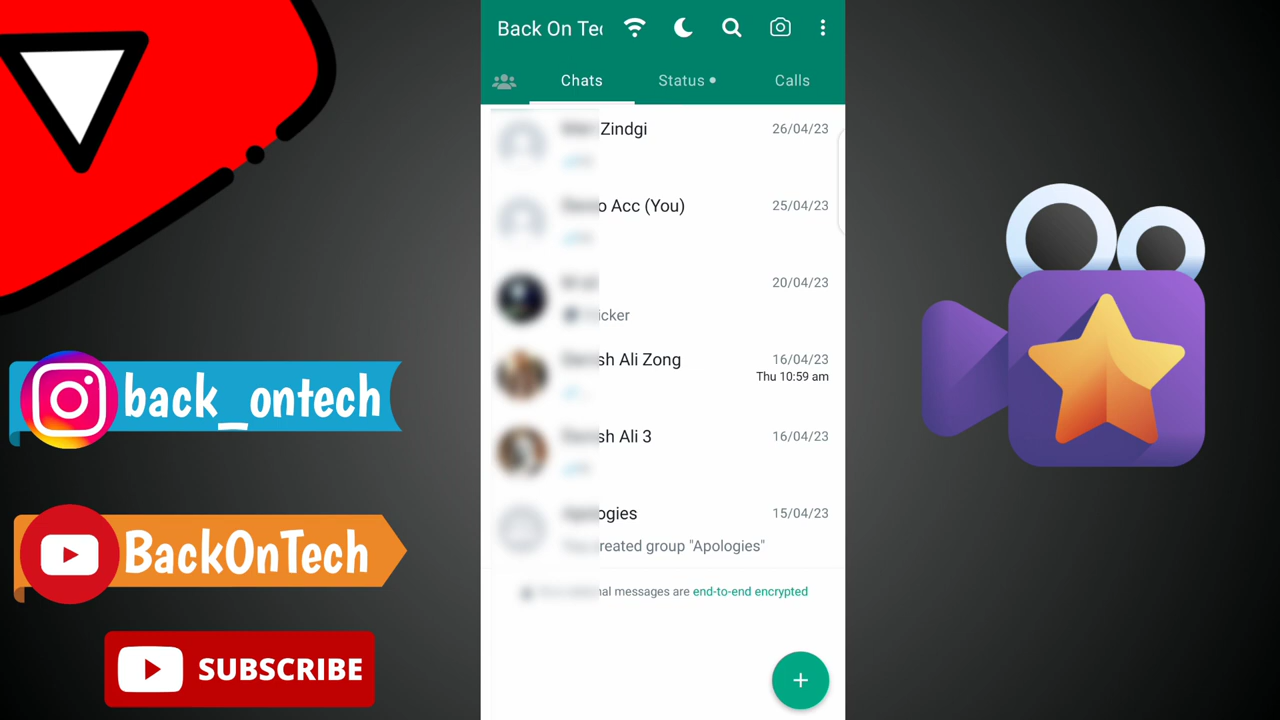 Back On Tec
Chats
Status
Calls
Zindgi
26/04/23
o Acc (You)
25/04/23
20/04/23
icker
sh Ali Zong
16/04/23
Thu 10:59 am
sh Ali 3
16/04/23
ogies
15/04/23
reated group "Apologies"
nal messages are end-to-end encrypted
+
back_ontech
BackOnTech
SUBSCRIBE